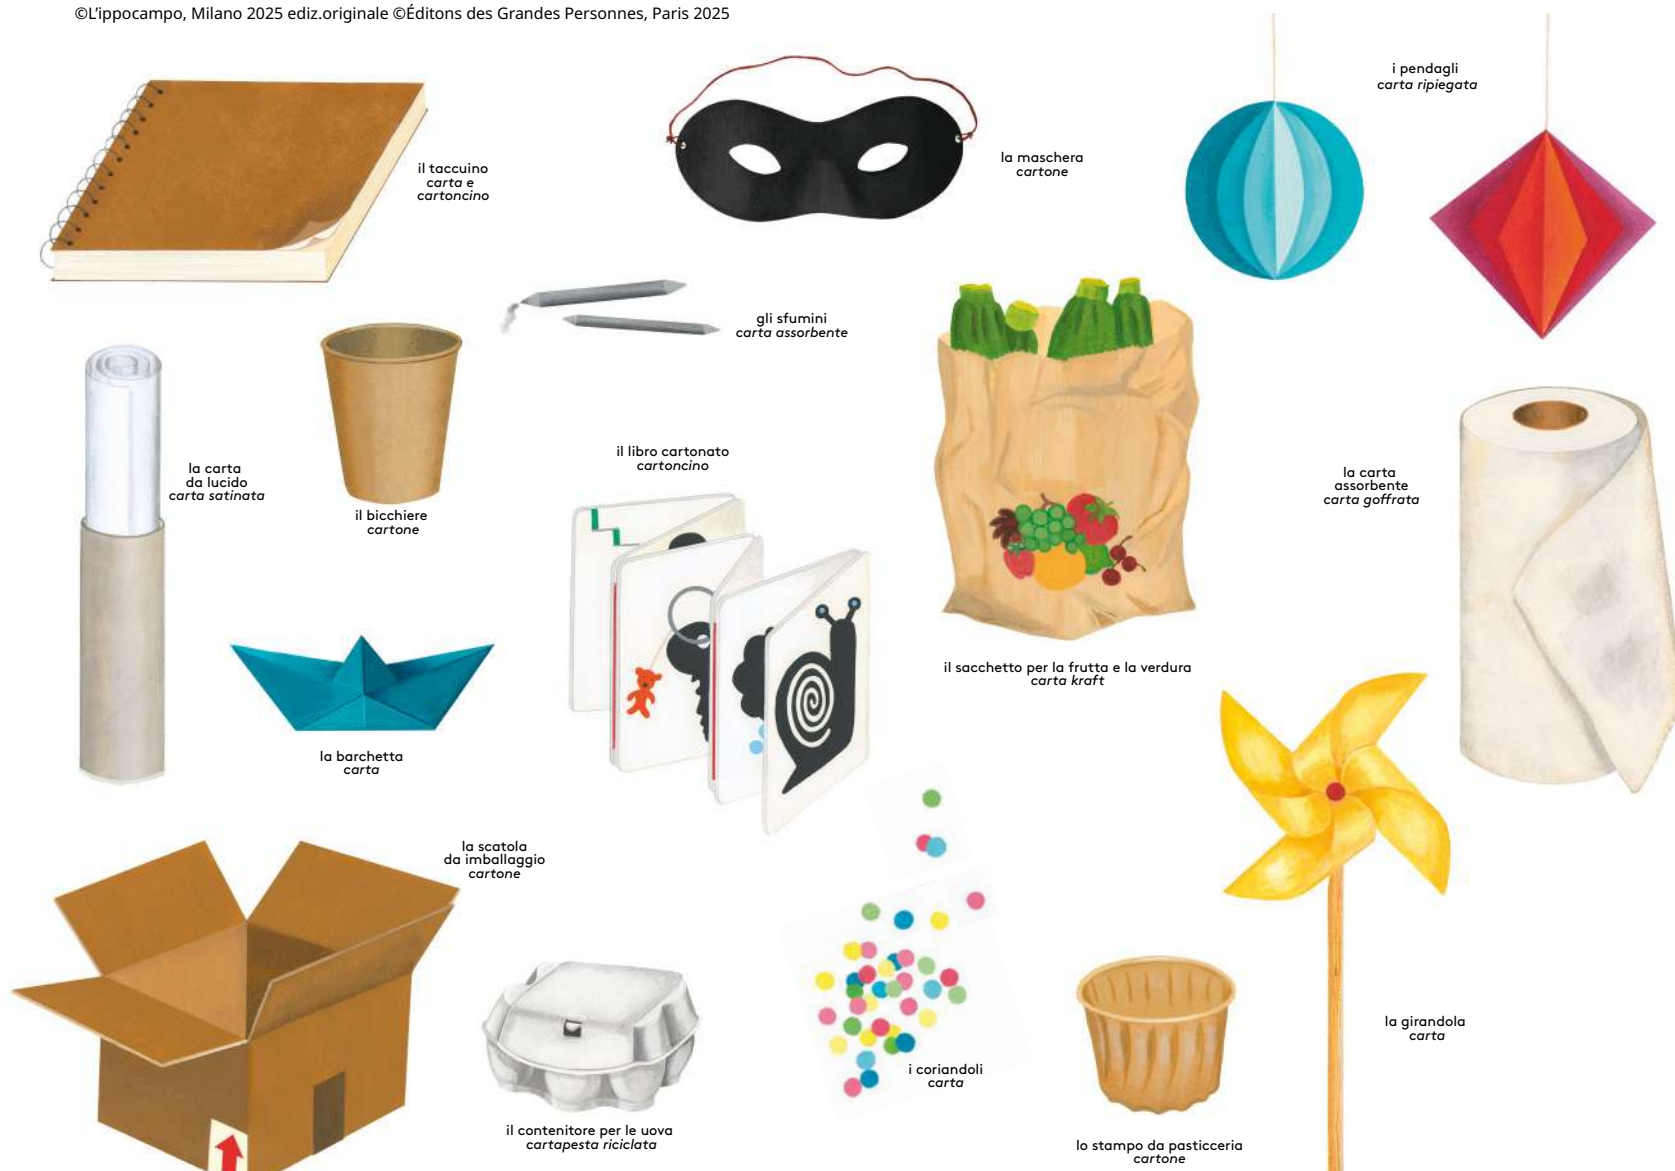 ©L'ippocampo, Milano 2025 ediz.originale ©Éditons des Grandes Personnes, Paris 2025
il taccuino
carta e
cartoncino
la maschera
cartone
i pendagli
carta ripiegata
gli sfumini
carta assorbente
la carta
da lucido
carta satinata
il bicchiere
cartone
il libro cartonato
cartoncino
il sacchetto per la frutta e la verdura
carta kraft
la carta
assorbente
carta goffrata
la barchetta
carta
la scatola
da imballaggio
cartone
il contenitore per le uova
cartapesta riciclata
i coriandoli
carta
lo stampo da pasticceria
cartone
la girandola
carta